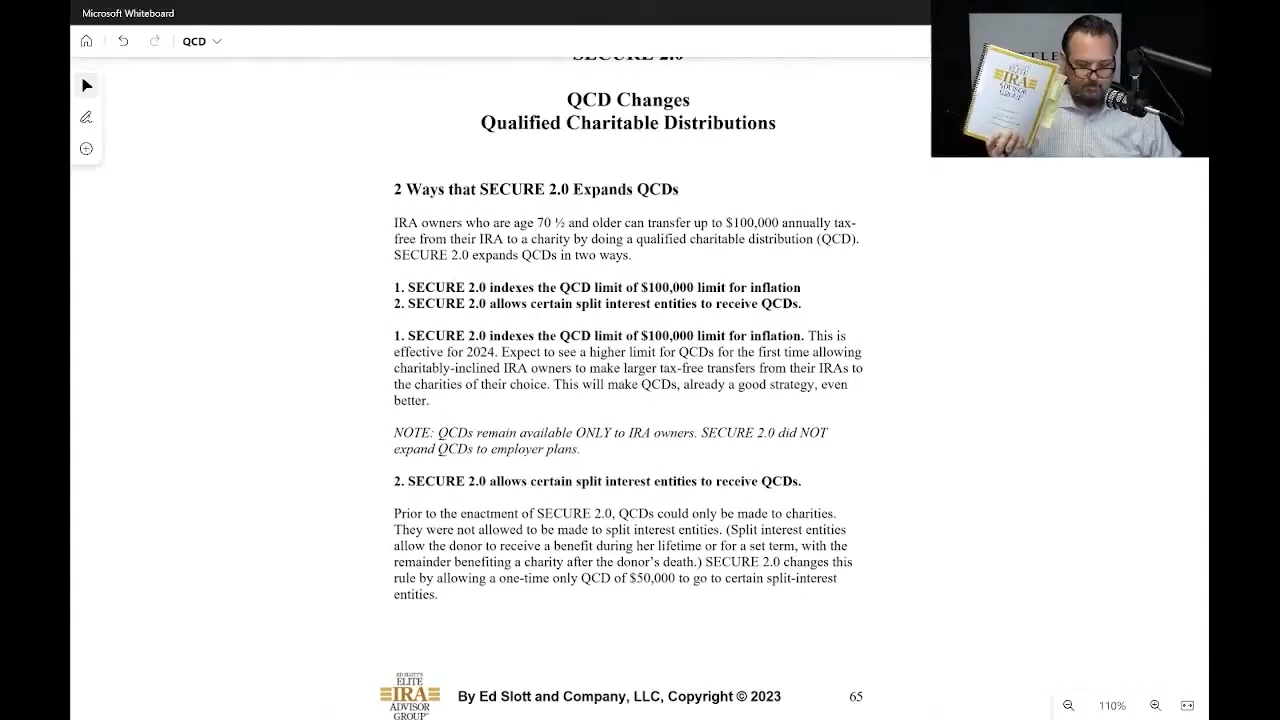 Microsoft Whiteboard
QCD
SECURE 2.0
QCD Changes
Qualified Charitable Distributions
2 Ways that SECURE 2.0 Expands QCDs
IRA owners who are age 70 ½ and older can transfer up to $100,000 annually tax-
free from their IRA to a charity by doing a qualified charitable distribution (QCD).
SECURE 2.0 expands QCDs in two ways.
1. SECURE 2.0 indexes the QCD limit of $100,000 limit for inflation
2. SECURE 2.0 allows certain split interest entities to receive QCDs.
1. SECURE 2.0 indexes the QCD limit of $100,000 limit for inflation. This is
effective for 2024. Expect to see a higher limit for QCDs for the first time allowing
charitably-inclined IRA owners to make larger tax-free transfers from their IRAs to
the charities of their choice. This will make QCDs, already a good strategy, even
better.
NOTE: QCDs remain available ONLY to IRA owners. SECURE 2.0 did NOT
expand QCDs to employer plans.
2. SECURE 2.0 allows certain split interest entities to receive QCDs.
Prior to the enactment of SECURE 2.0, QCDs could only be made to charities.
They were not allowed to be made to split interest entities. (Split interest entities
allow the donor to receive a benefit during her lifetime or for a set term, with the
remainder benefiting a charity after the donor's death.) SECURE 2.0 changes this
rule by allowing a one-time only QCD of $50,000 to go to certain split-interest
entities.
ED SLOTT'S
ELITE
IRA
ADVISOR
GROUP
By Ed Slott and Company, LLC, Copyright © 2023
65
110%
ELITE
IRA
ADVISOR
GROUP